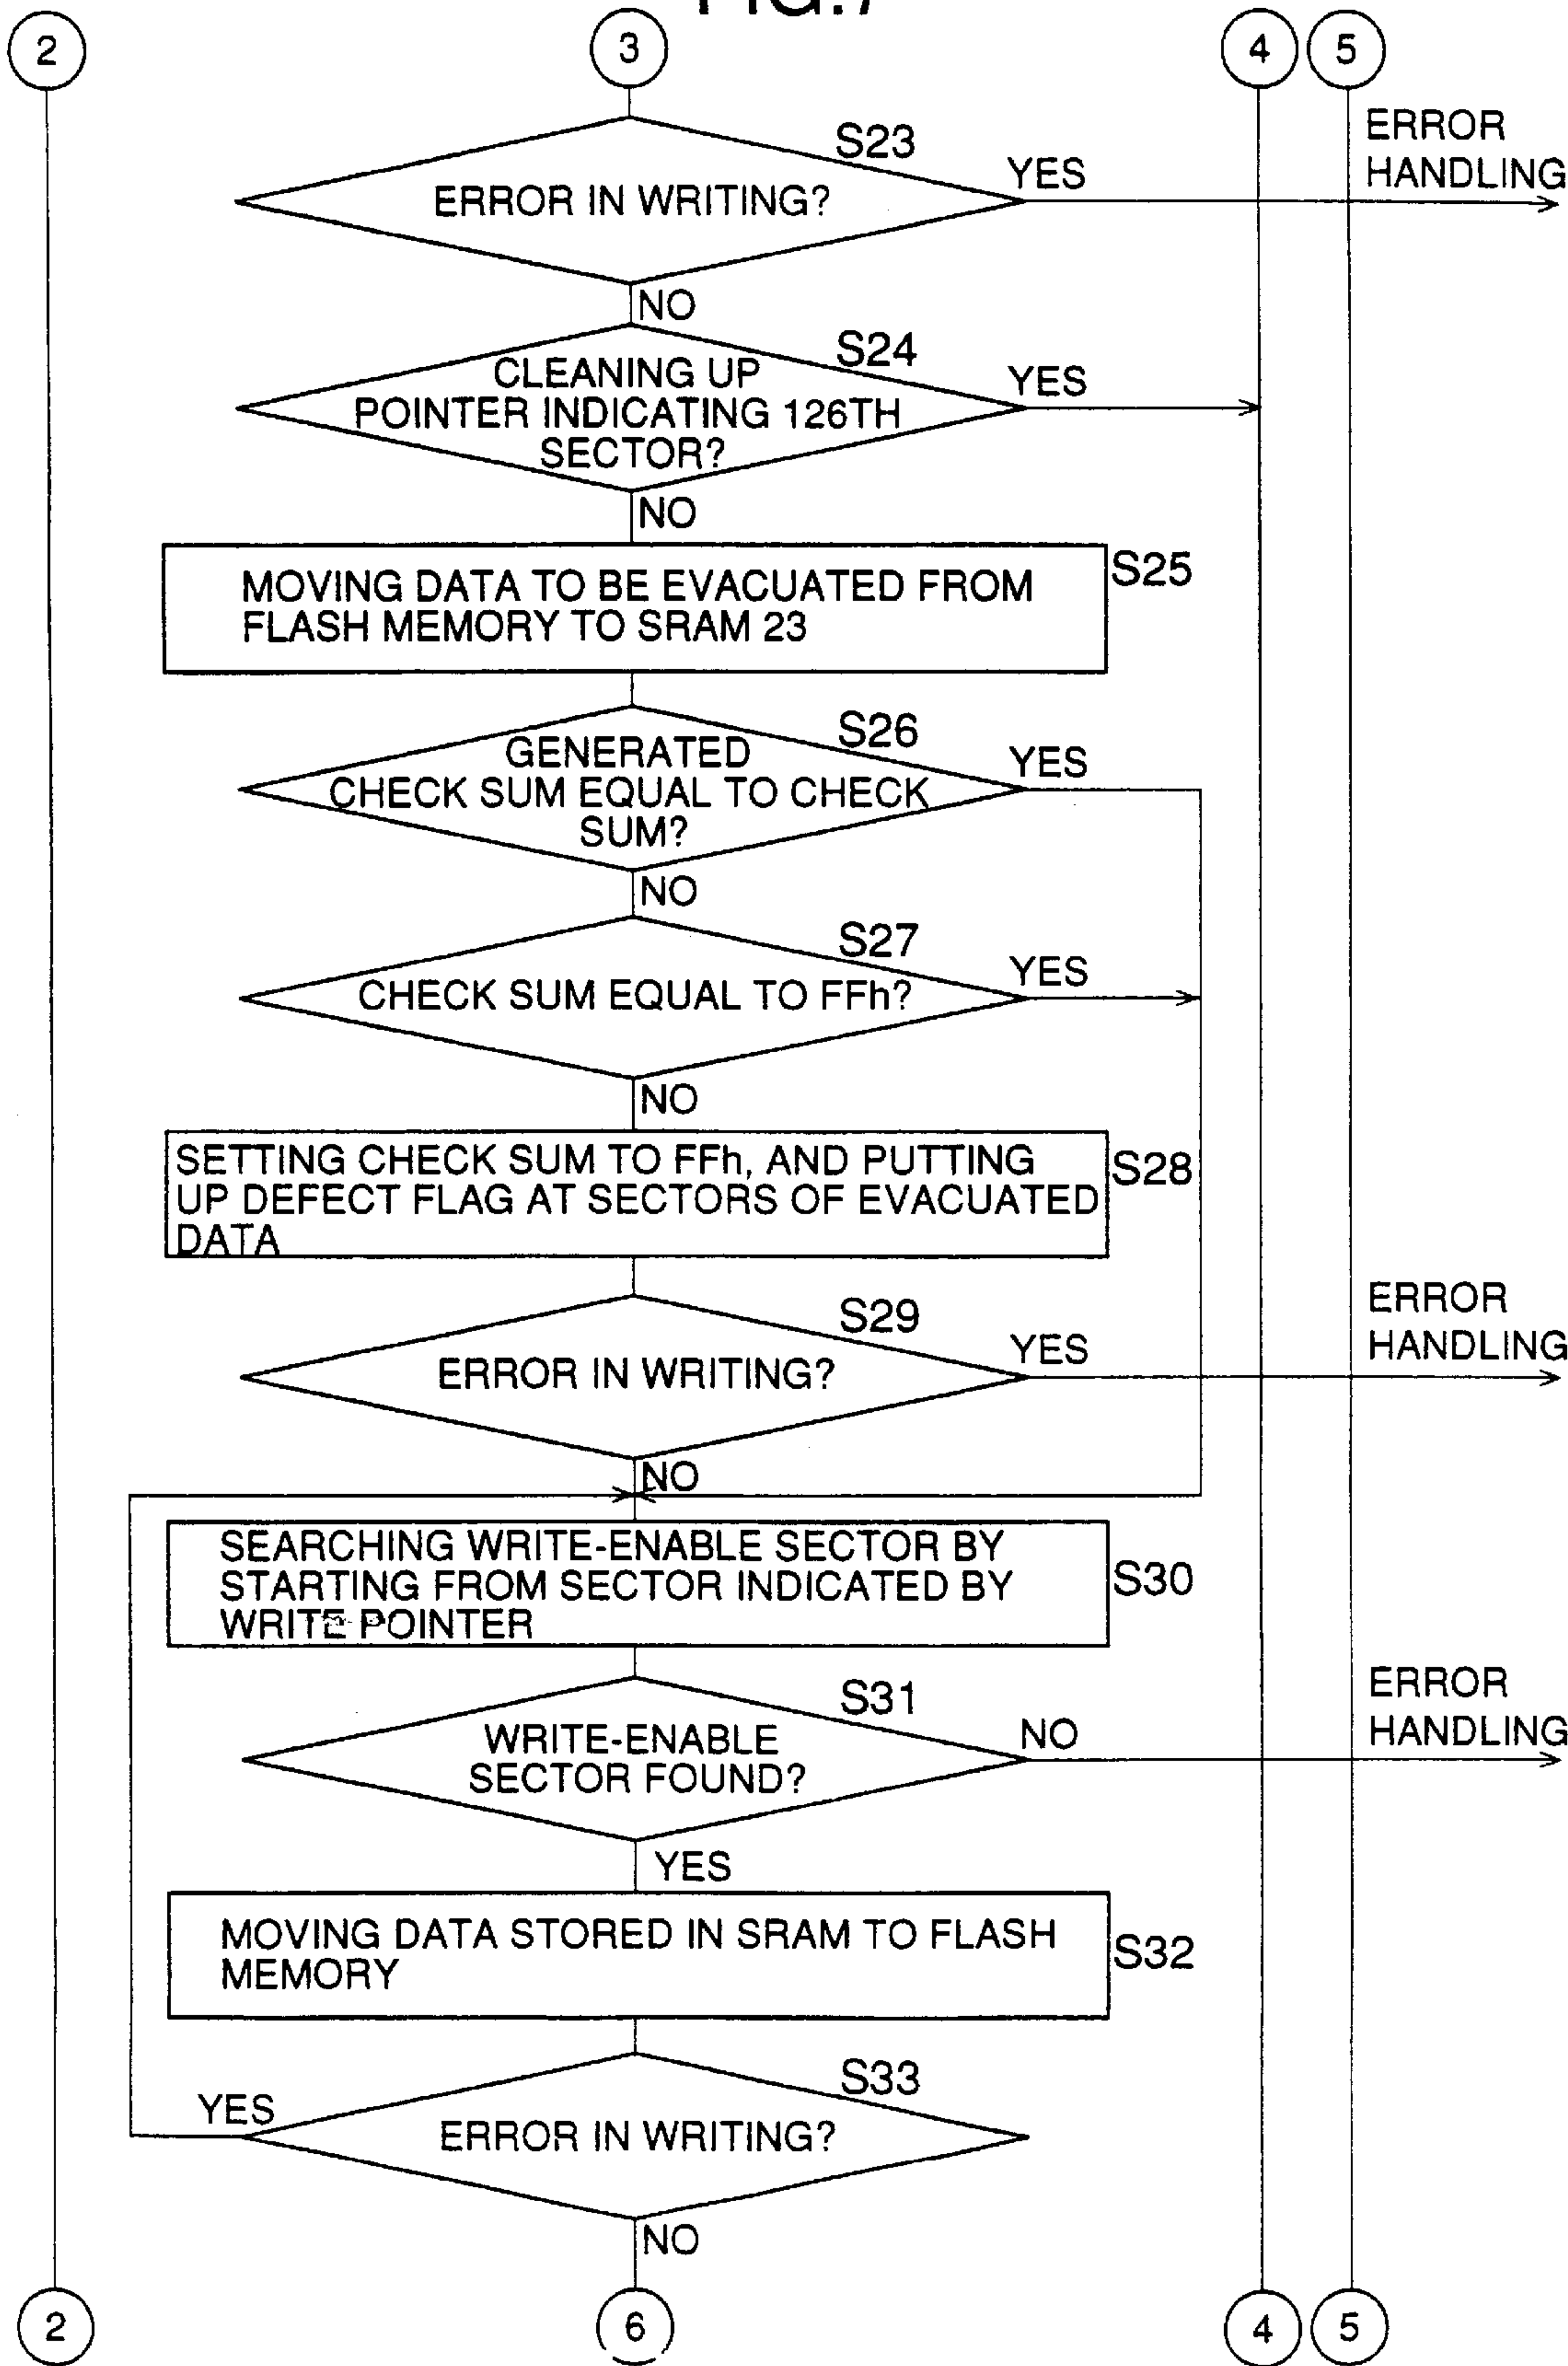 FIG.7
2
3
4
5
S23
ERROR IN WRITING?
YES
ERROR
HANDLING
NO
S24
CLEANING UP
POINTER INDICATING 126TH
SECTOR?
YES
NO
S25
MOVING DATA TO BE EVACUATED FROM
FLASH MEMORY TO SRAM 23
S26
GENERATED
CHECK SUM EQUAL TO CHECK
SUM?
YES
NO
S27
CHECK SUM EQUAL TO FFh?
YES
NO
S28
SETTING CHECK SUM TO FFh, AND PUTTING
UP DEFECT FLAG AT SECTORS OF EVACUATED
DATA
S29
ERROR IN WRITING?
YES
ERROR
HANDLING
NO
SEARCHING WRITE-ENABLE SECTOR BY
STARTING FROM SECTOR INDICATED BY
WRITE POINTER
S30
S31
WRITE-ENABLE
SECTOR FOUND?
NO
ERROR
HANDLING
YES
MOVING DATA STORED IN SRAM TO FLASH
MEMORY
S32
S33
YES
ERROR IN WRITING?
NO
2
6
4
5